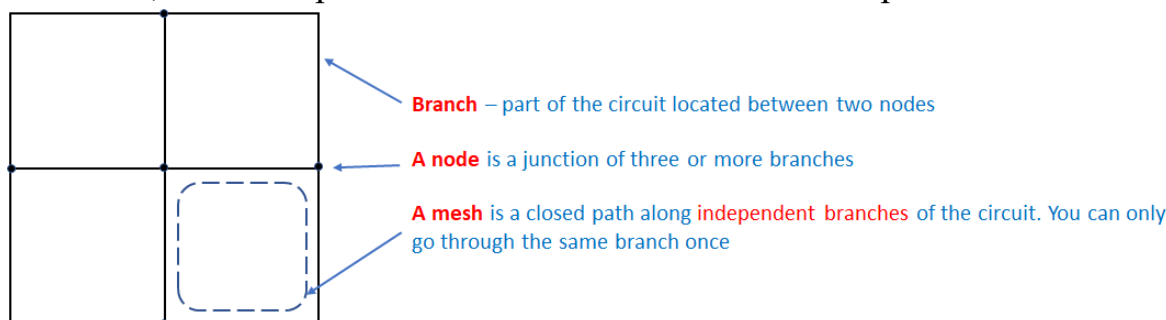 Branch – part of the circuit located between two nodes
A node is a junction of three or more branches
A mesh is a closed path along independent branches of the circuit. You can only
go through the same branch once